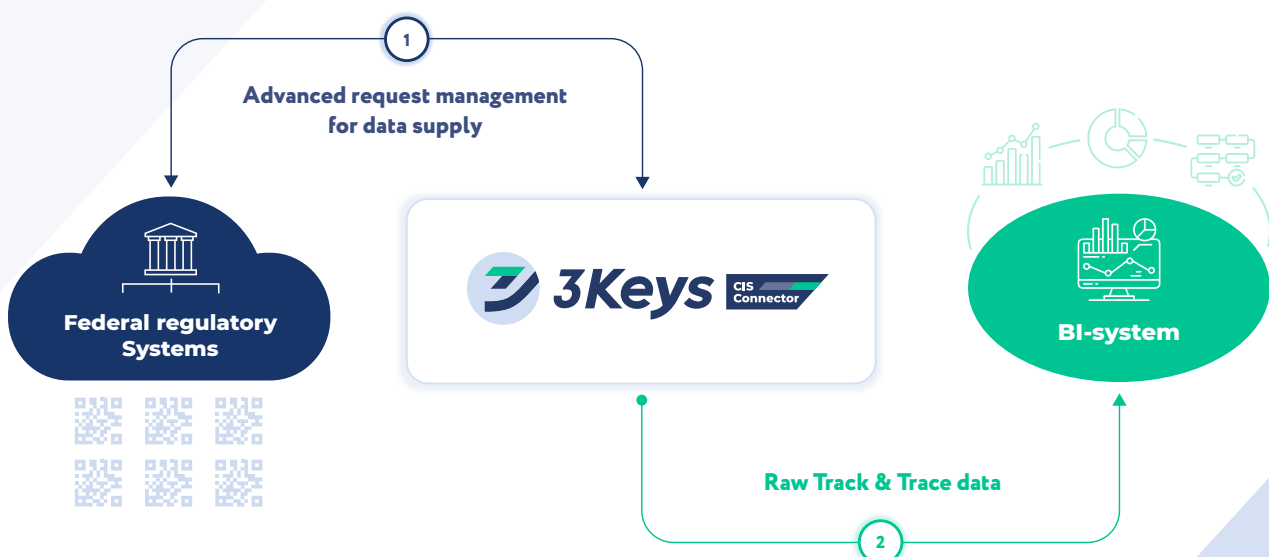 1
Advanced request management
for data supply
Federal regulatory
Systems
3Keys
CIS
Connector
BI-system
Raw Track & Trace data
2